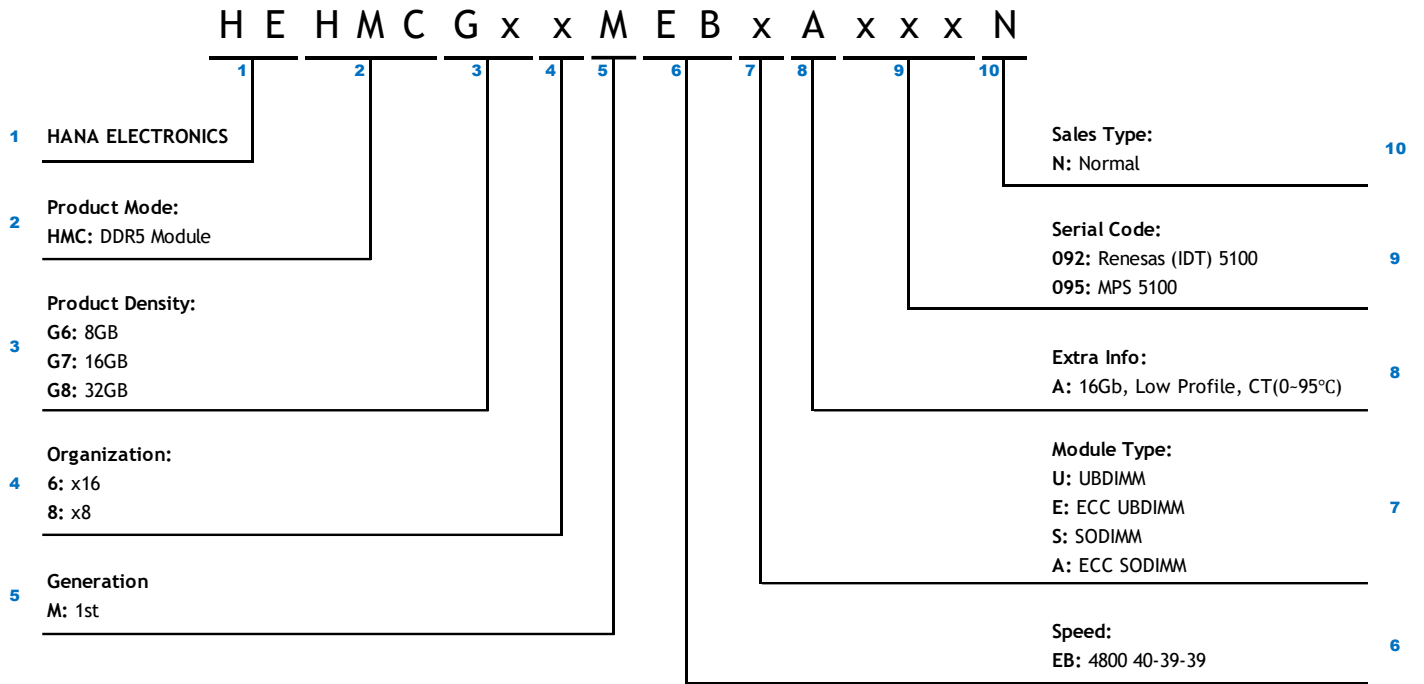 H E H M C G x x M E B x A x x x N
1 2 3 4 5 6 7 8 9 10
1 HANA ELECTRONICS
2 Product Mode:
HMC: DDR5 Module
3 Product Density:
G6: 8GB
G7: 16GB
G8: 32GB
4 Organization:
6: x16
8: x8
5 Generation
M: 1st
Sales Type:
N: Normal
10
Serial Code:
092: Renesas (IDT) 5100
095: MPS 5100
9
Extra Info:
A: 16Gb, Low Profile, CT(0~95℃)
8
Module Type:
U: UBDIMM
E: ECC UBDIMM
S: SODIMM
A: ECC SODIMM
7
Speed:
EB: 4800 40-39-39
6